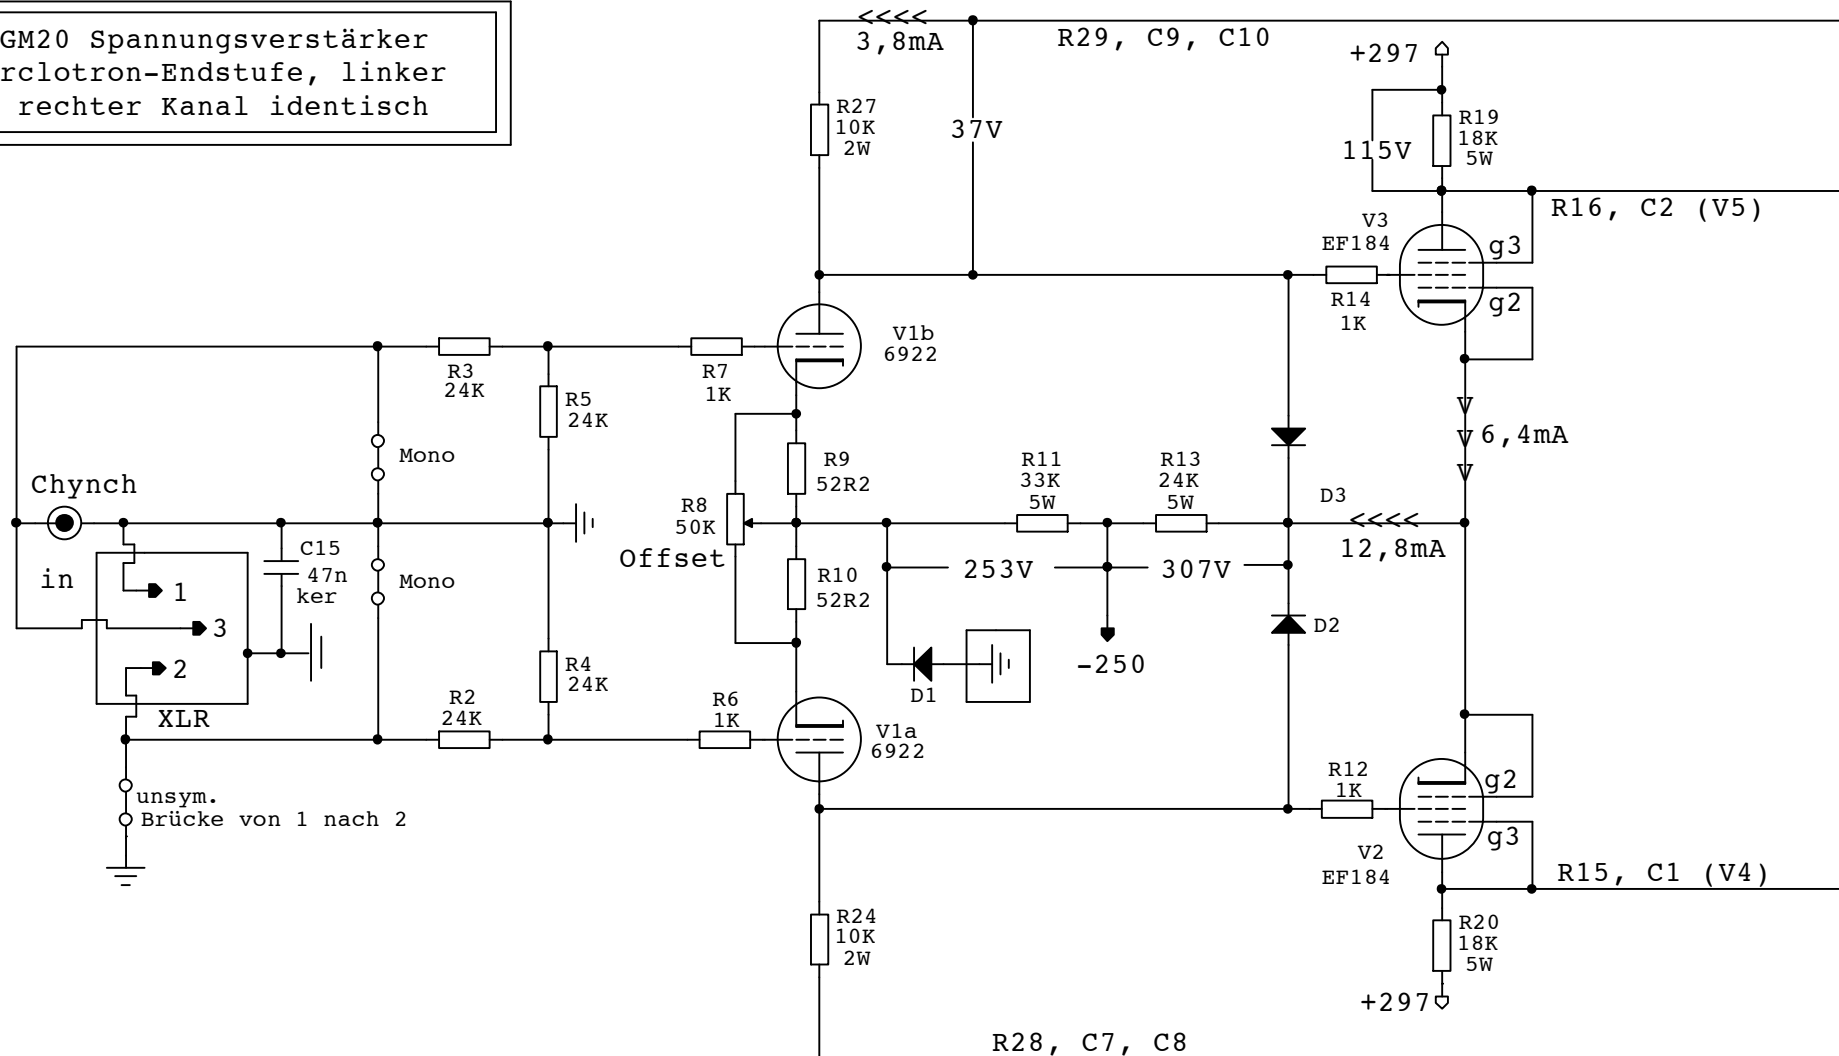 GM20 Spannungsverstärker
rclotron-Endstufe, linker
rechter Kanal identisch
3,8mA
R29, C9, C10
+297
R27
10K
2W
37V
R19
18K
5W
115V
R16, C2 (V5)
V3
EF184
g3
g2
R14
1K
V1b
6922
R3
24K
R7
1K
R5
24K
6,4mA
Mono
Chynch
R9
52R2
R11
33K
5W
R13
24K
5W
R8
50K
Offset
D3
12,8mA
in
C15
47n
ker
Mono
R10
52R2
253V
307V
1
3
2
XLR
D2
-250
D1
R4
24K
R2
24K
R6
1K
V1a
6922
R12
1K
g2
g3
unsym.
Brücke von 1 nach 2
V2
EF184
R15, C1 (V4)
R24
10K
2W
R20
18K
5W
+297
R28, C7, C8